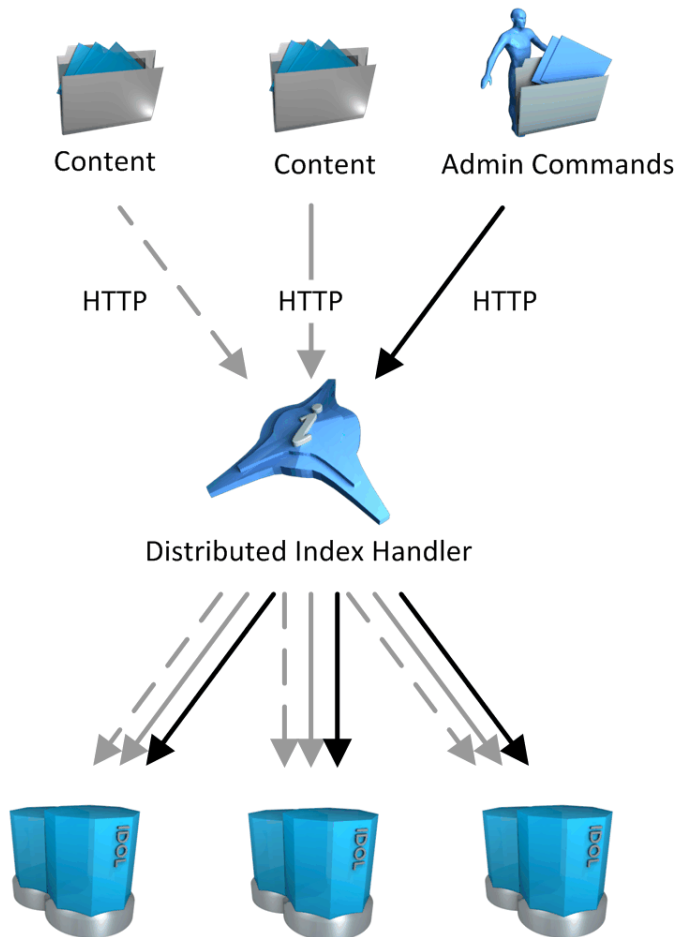 Content
Content
Admin Commands
HTTP
HTTP
HTTP
i
Distributed Index Handler
IDOL
IDOL
IDOL